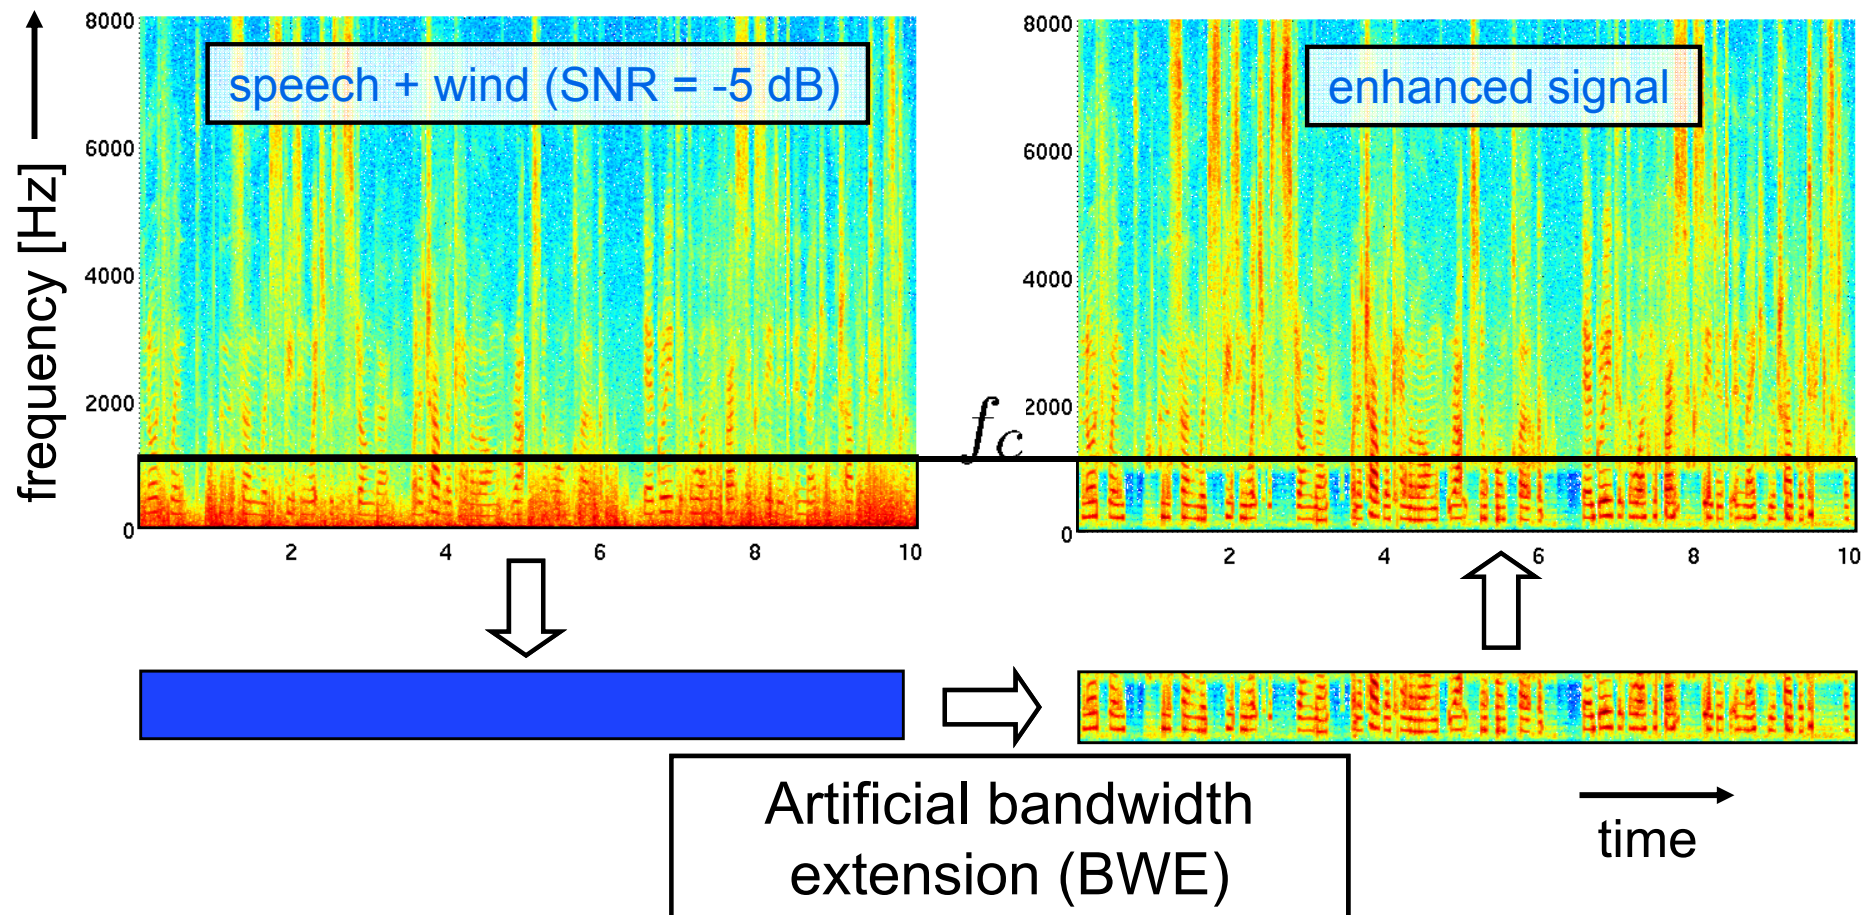 frequency [Hz]
8000
6000
4000
2000
0
speech + wind (SNR = -5 dB)
2 4 6 8 10
fc
8000
6000
4000
2000
0
enhanced signal
2 4 6 8 10
Artificial bandwidth
extension (BWE)
time